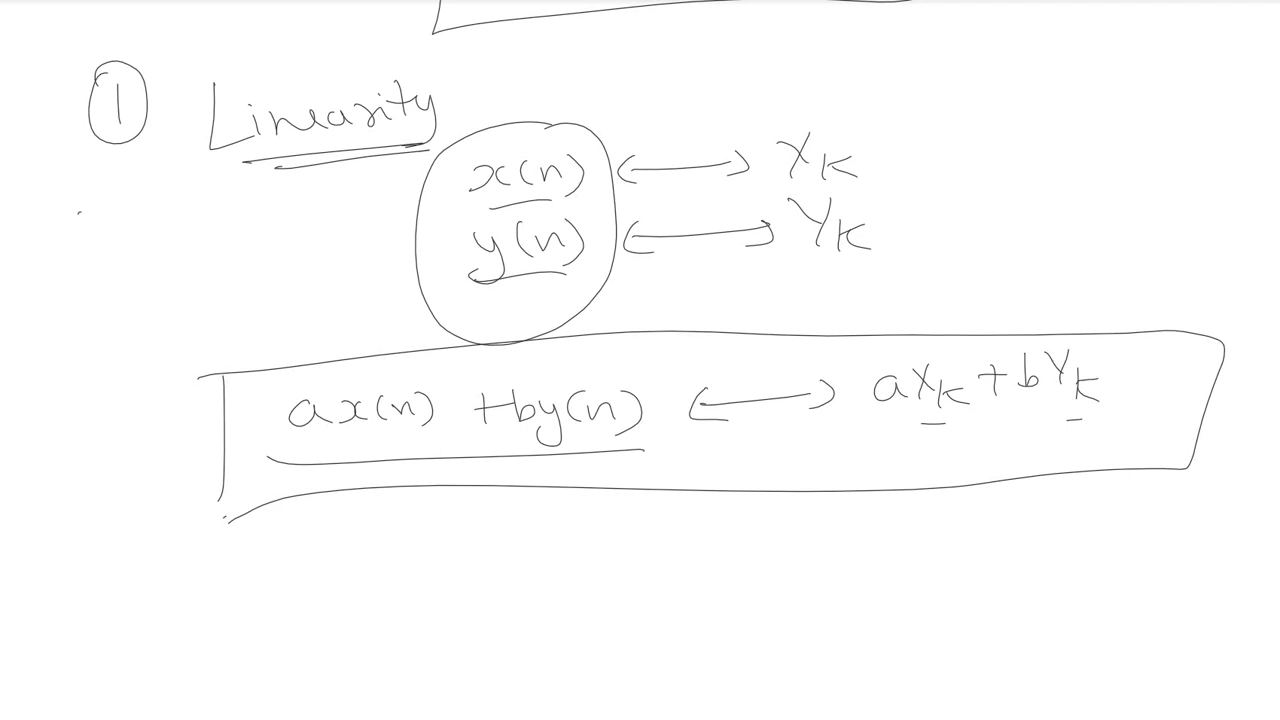 ① Linearity
x(n) ⟷ X_K
y(n) ⟷ Y_K
ax(n) + by(n) ⟷ aX_K + bY_K